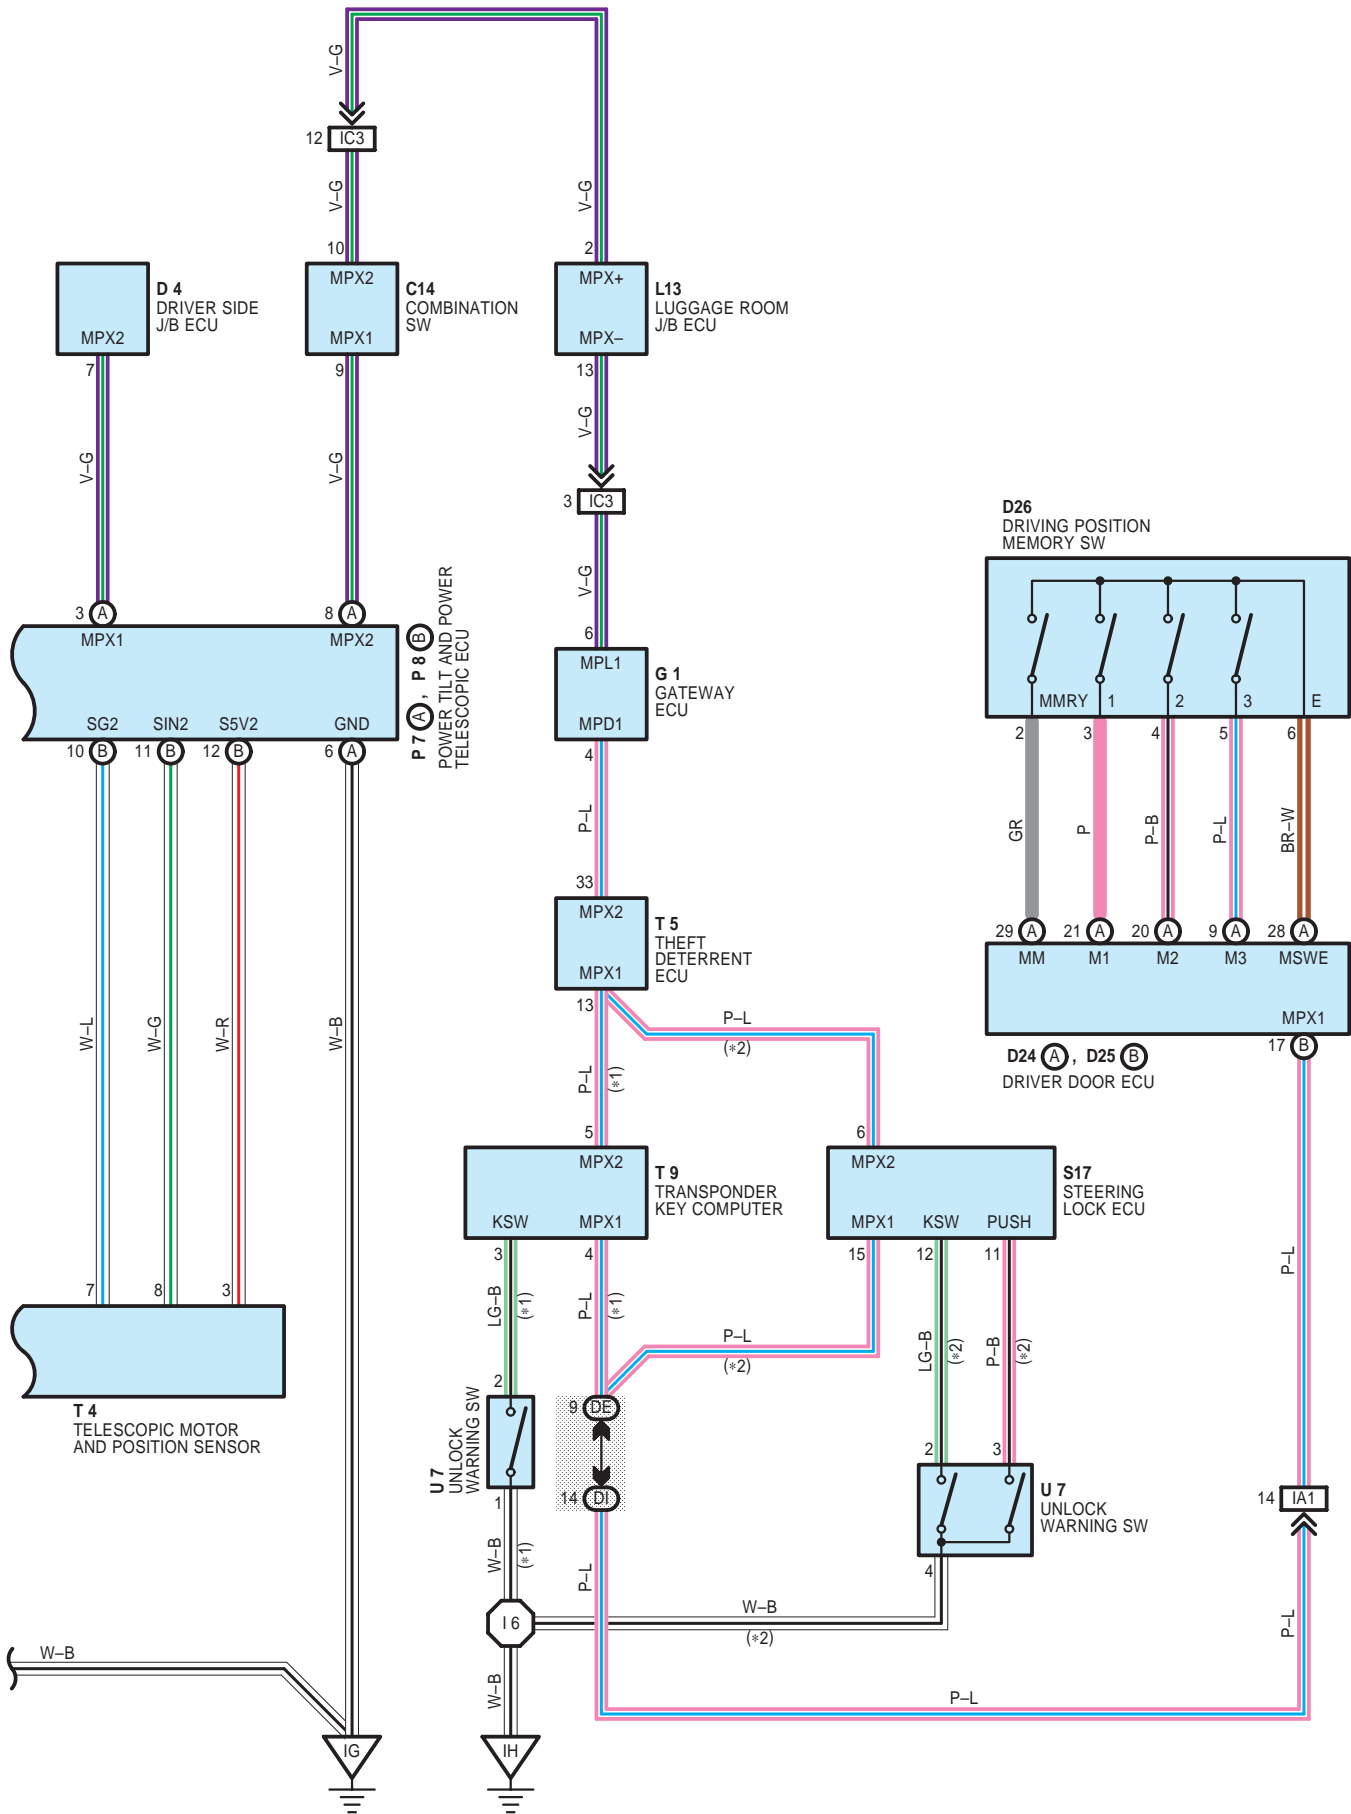 V–G
12 IC3
V–G
V–G
10
2
MPX2
MPX+
D 4
DRIVER SIDE
J/B ECU
C14
COMBINATION
SW
L13
LUGGAGE ROOM
J/B ECU
MPX2
MPX1
MPX–
7
9
13
V–G
V–G
V–G
3 IC3
V–G
6
3 A
8 A
MPX1
MPX2
P 7 A , P 8 B
POWER TILT AND POWER
TELESCOPIC ECU
SG2
SIN2
S5V2
GND
10 B
11 B
12 B
6 A
MPL1
G 1
GATEWAY
ECU
MPD1
4
P–L
33
D26
DRIVING POSITION
MEMORY SW
MMRY
1
2
3
E
2
3
4
5
6
GR
P
P–B
P–L
BR–W
29 A
21 A
20 A
9 A
28 A
MM
M1
M2
M3
MSWE
MPX1
17 B
D24 A , D25 B
DRIVER DOOR ECU
MPX2
T 5
THEFT
DETERRENT
ECU
MPX1
13
P–L
(*2)
P–L
(*1)
W–L
W–G
W–R
W–B
5
6
MPX2
T 9
TRANSPONDER
KEY COMPUTER
KSW
MPX1
3
4
MPX2
S17
STEERING
LOCK ECU
MPX1
KSW
PUSH
15
12
11
7
8
3
T 4
TELESCOPIC MOTOR
AND POSITION SENSOR
LG–B
(*1)
P–L
(*1)
P–L
(*2)
LG–B
(*2)
P–B
(*2)
P–L
2
U 7
UNLOCK
WARNING SW
1
9 DE
14 DI
2
3
U 7
UNLOCK
WARNING SW
4
14 IA1
W–B
(*1)
P–L
I 6
W–B
(*2)
P–L
W–B
W–B
P–L
IG
IH